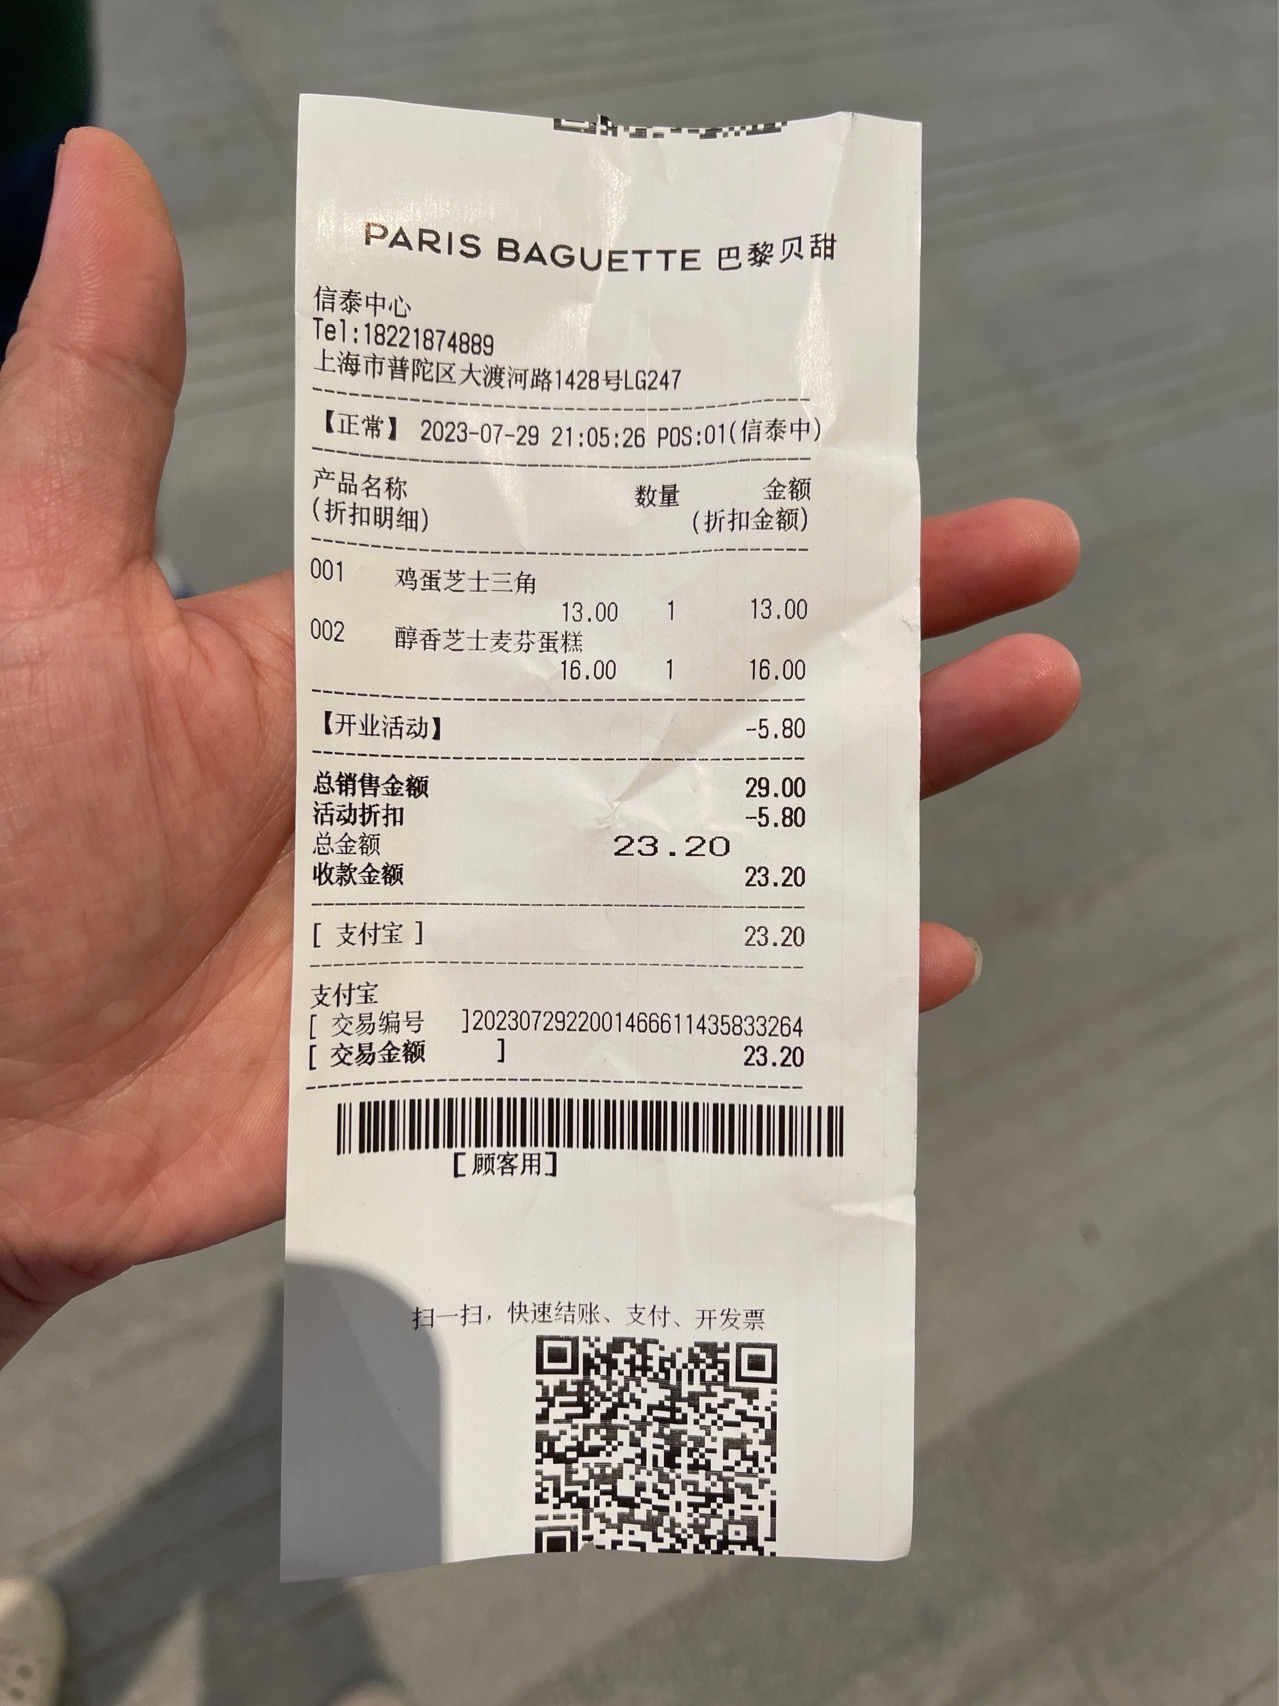 PARIS BAGUETTE 巴黎贝甜
信泰中心
Tel:18221874889
上海市普陀区大渡河路1428号LG247
【正常】 2023-07-29 21:05:26 POS:01(信泰中)
产品名称 数量 金额
(折扣明细) (折扣金额)
001 鸡蛋芝士三角
13.00 1 13.00
002 醇香芝士麦芬蛋糕
16.00 1 16.00
【开业活动】 -5.80
总销售金额 29.00
活动折扣 -5.80
总金额 23.20
收款金额 23.20
[ 支付宝 ] 23.20
支付宝
[ 交易编号 ]2023072922001466611435833264
[ 交易金额 ] 23.20
[顾客用]
扫一扫，快速结账、支付、开发票